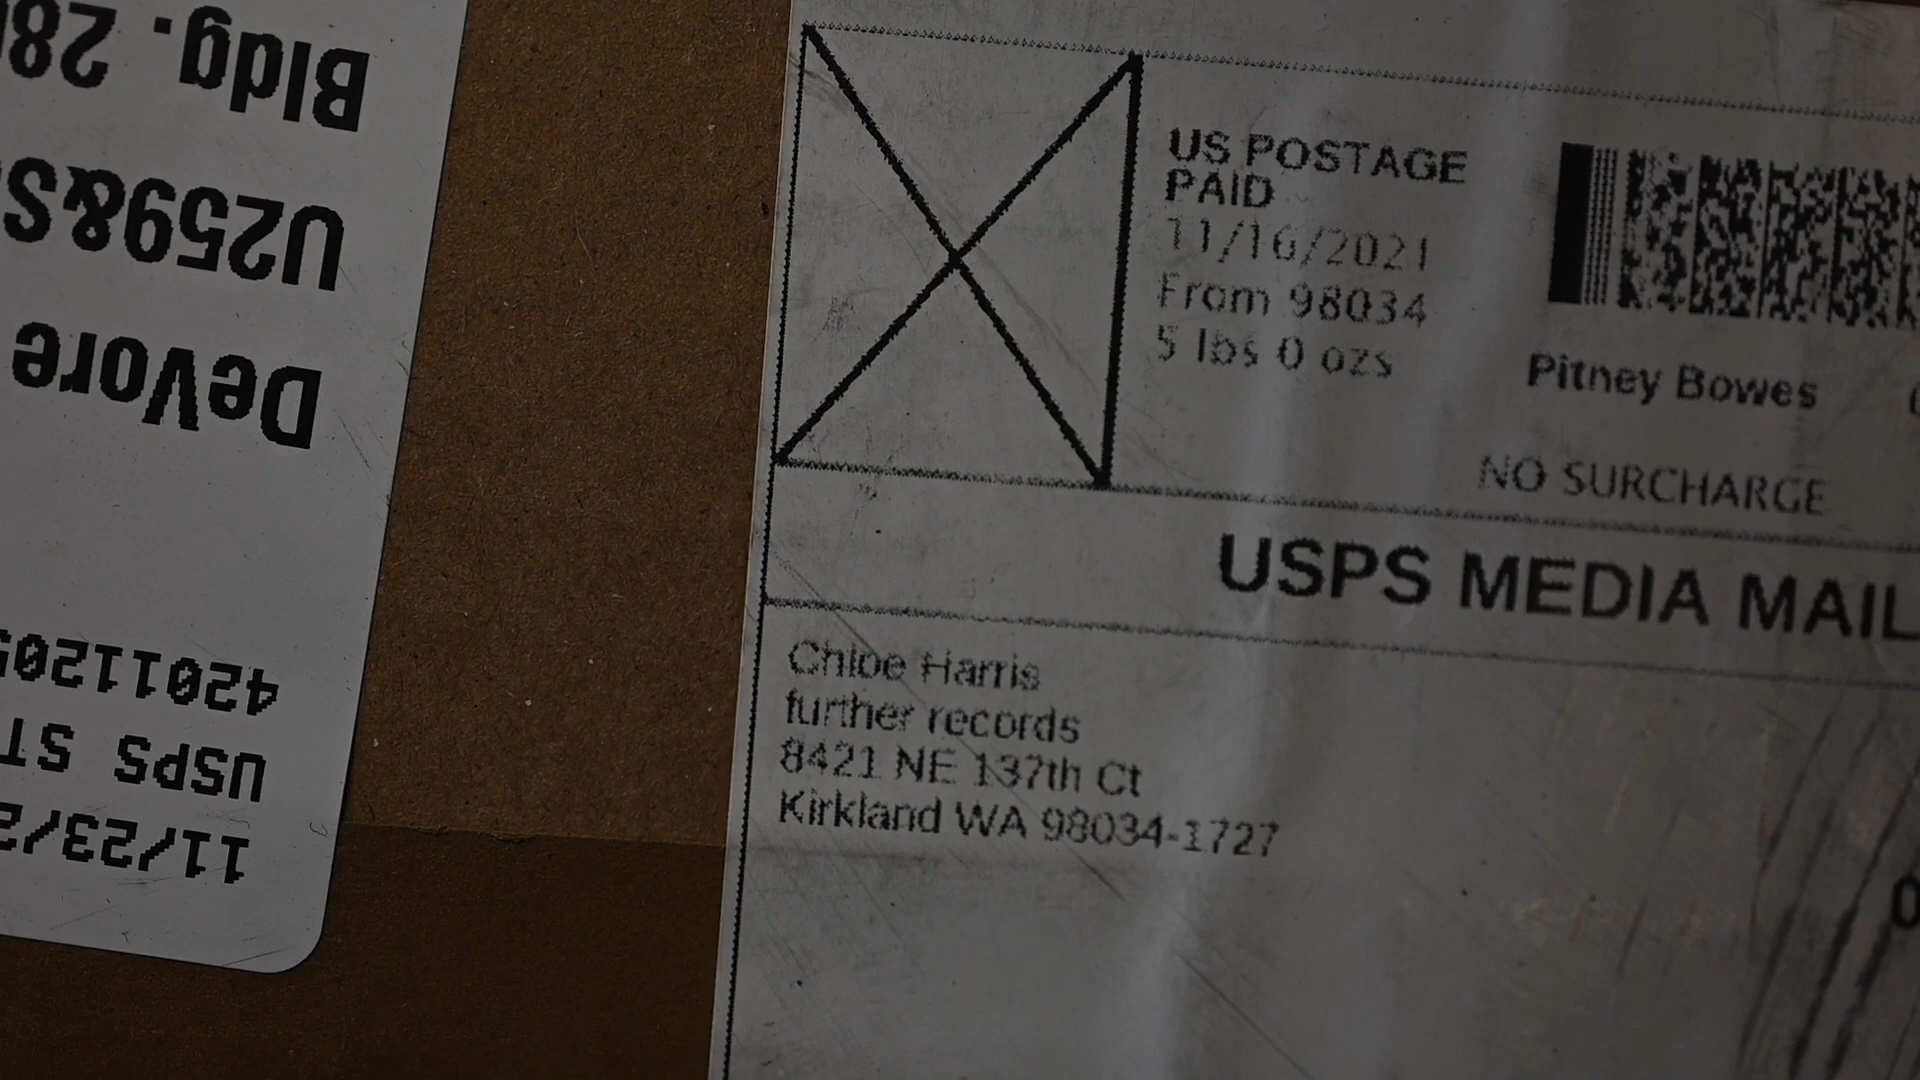 US POSTAGE
PAID
11/16/2021
From 98034
5 lbs 0 ozs
Pitney Bowes
NO SURCHARGE
USPS MEDIA MAIL
Chloe Harris
further records
8421 NE 137th Ct
Kirkland WA 98034-1727
11/23/2
USPS ST
4201120
DeVore
U259&S
Bldg. 28